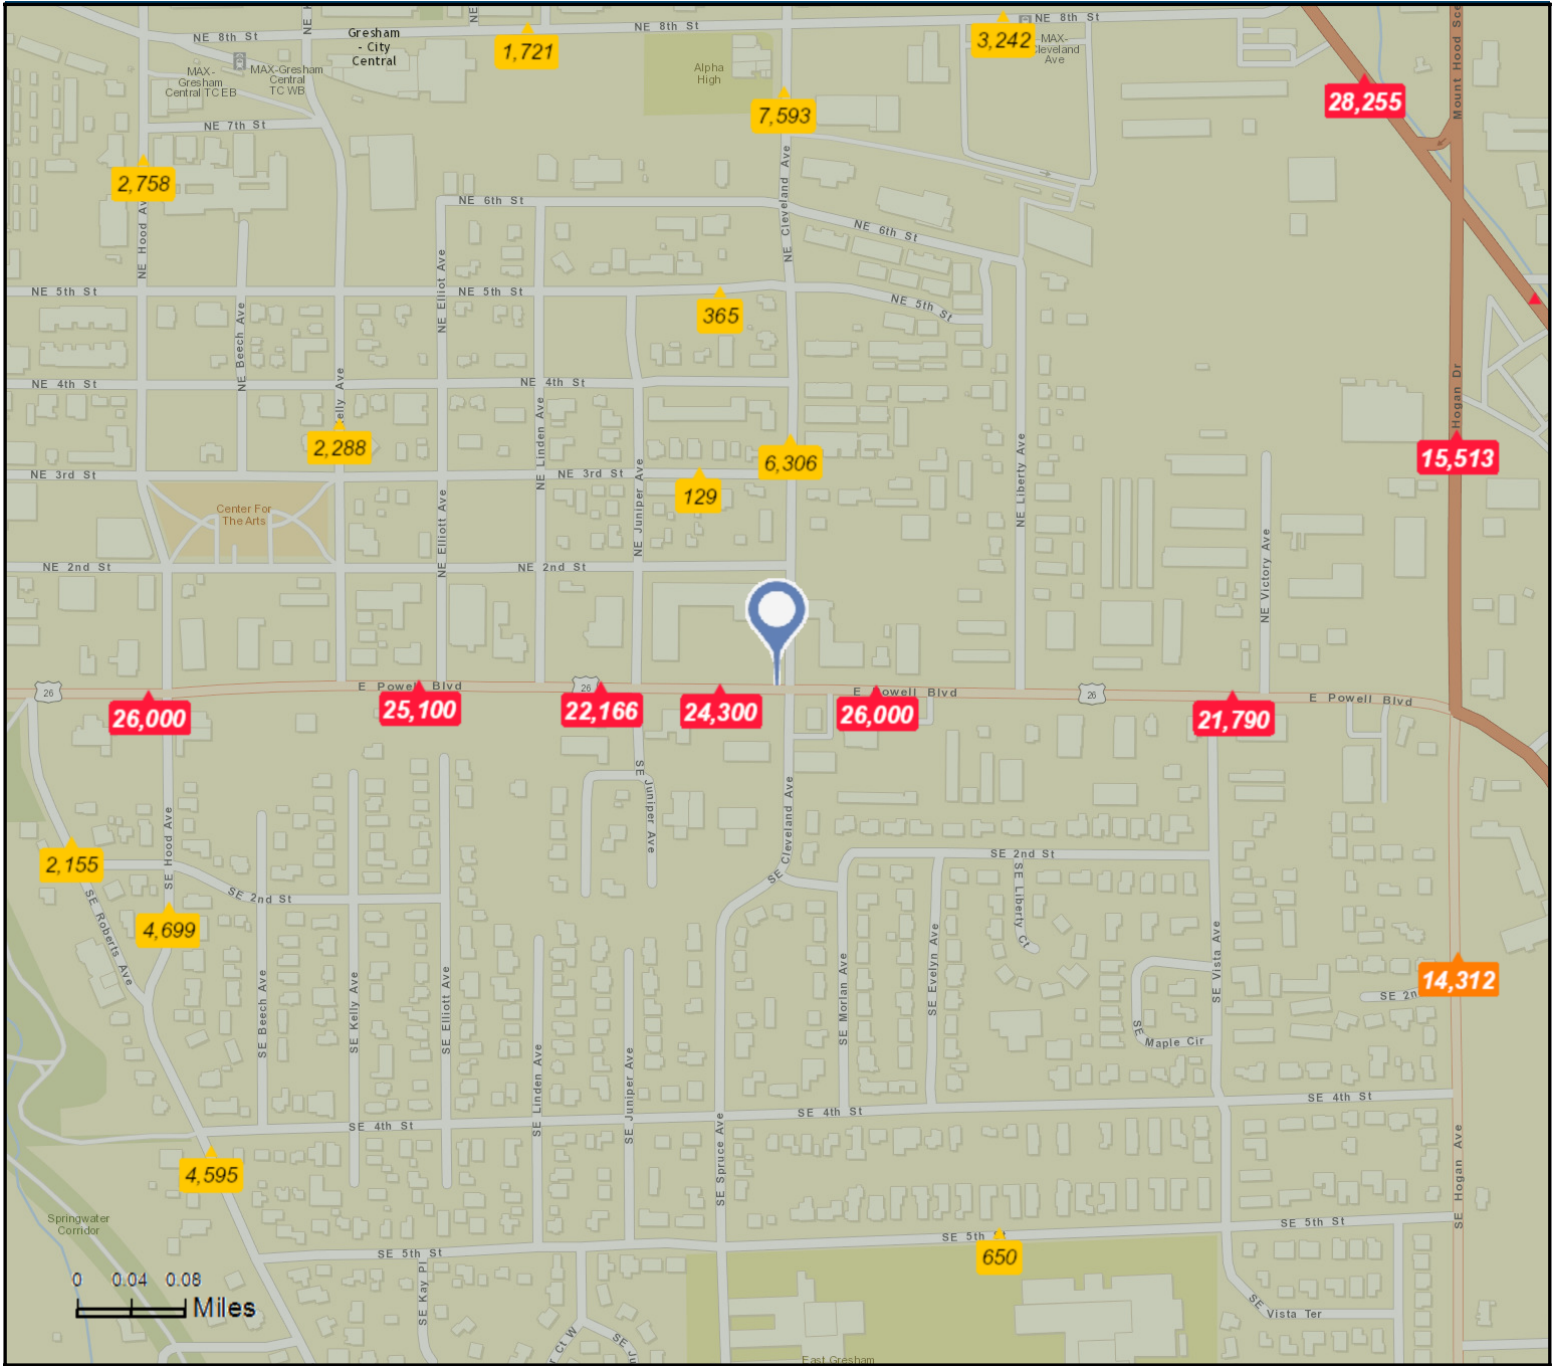 NE 8th St
Gresham
- City
Central
NE 8th St
NE 8th St
1,721
3,242
MAX-
Cleveland
Ave
MAX-
Gresham
Central TC EB
MAX-Gresham
Central
TC WB
Alpha
High
Mount Hood
28,255
7,593
NE 7th St
2,758
NE Hood Av
NE Cleveland Ave
NE 6th St
NE 6th St
NE Elliot Ave
NE 5th St
NE 5th St
NE 5th St
365
NE Beech Ave
NE 4th St
NE 4th St
elly Ave
NE Linden Ave
Hogan Dr
2,288
6,306
15,513
NE 3rd St
NE 3rd St
129
NE Juniper Ave
NE Liberty Ave
Center For
The Arts
NE Elliott Ave
NE Victory Ave
NE 2nd St
NE 2nd St
26
E Powell Blvd
26
E Powell Blvd
26
E Powell Blvd
26,000
25,100
22,166
24,300
26,000
21,790
SE Juniper Ave
SE Cleveland Ave
SE Hood Ave
2,155
SE 2nd St
SE 2nd St
SE Liberty Ct
SE Roberts Ave
4,699
SE Beech Ave
SE Kelly Ave
SE Elliott Ave
SE Morlan Ave
SE Evelyn Ave
SE Vista Ave
14,312
SE 2n
SE Maple Cir
SE Linden Ave
SE Juniper Ave
SE 4th St
SE 4th St
SE 4th St
SE Spruce Ave
SE Hogan Ave
4,595
Springwater
Corridor
SE 5th St
SE 5th
SE 5th St
650
SE Kay Pl
0 0.04 0.08
Miles
SE Vista Ter
Ct W
SE Ju
East Gresham